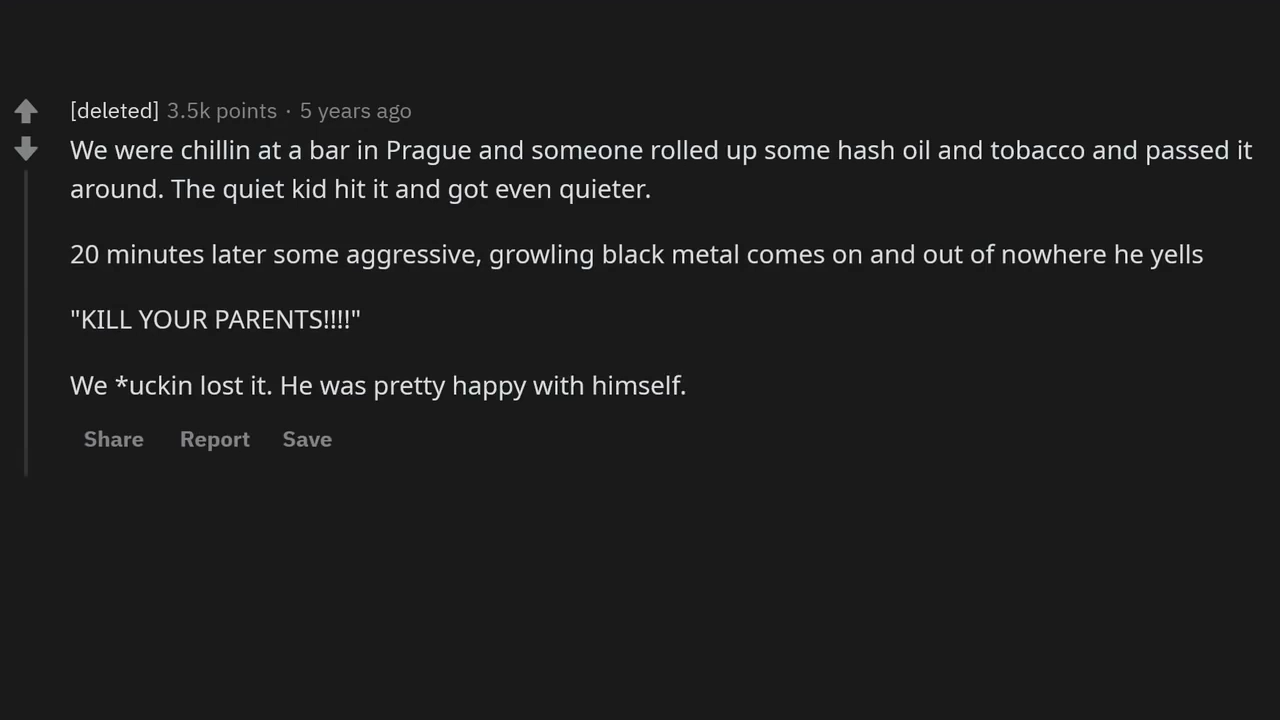 [deleted] 3.5k points · 5 years ago
We were chillin at a bar in Prague and someone rolled up some hash oil and tobacco and passed it
around. The quiet kid hit it and got even quieter.
20 minutes later some aggressive, growling black metal comes on and out of nowhere he yells
"KILL YOUR PARENTS!!!!"
We *uckin lost it. He was pretty happy with himself.
Share Report Save